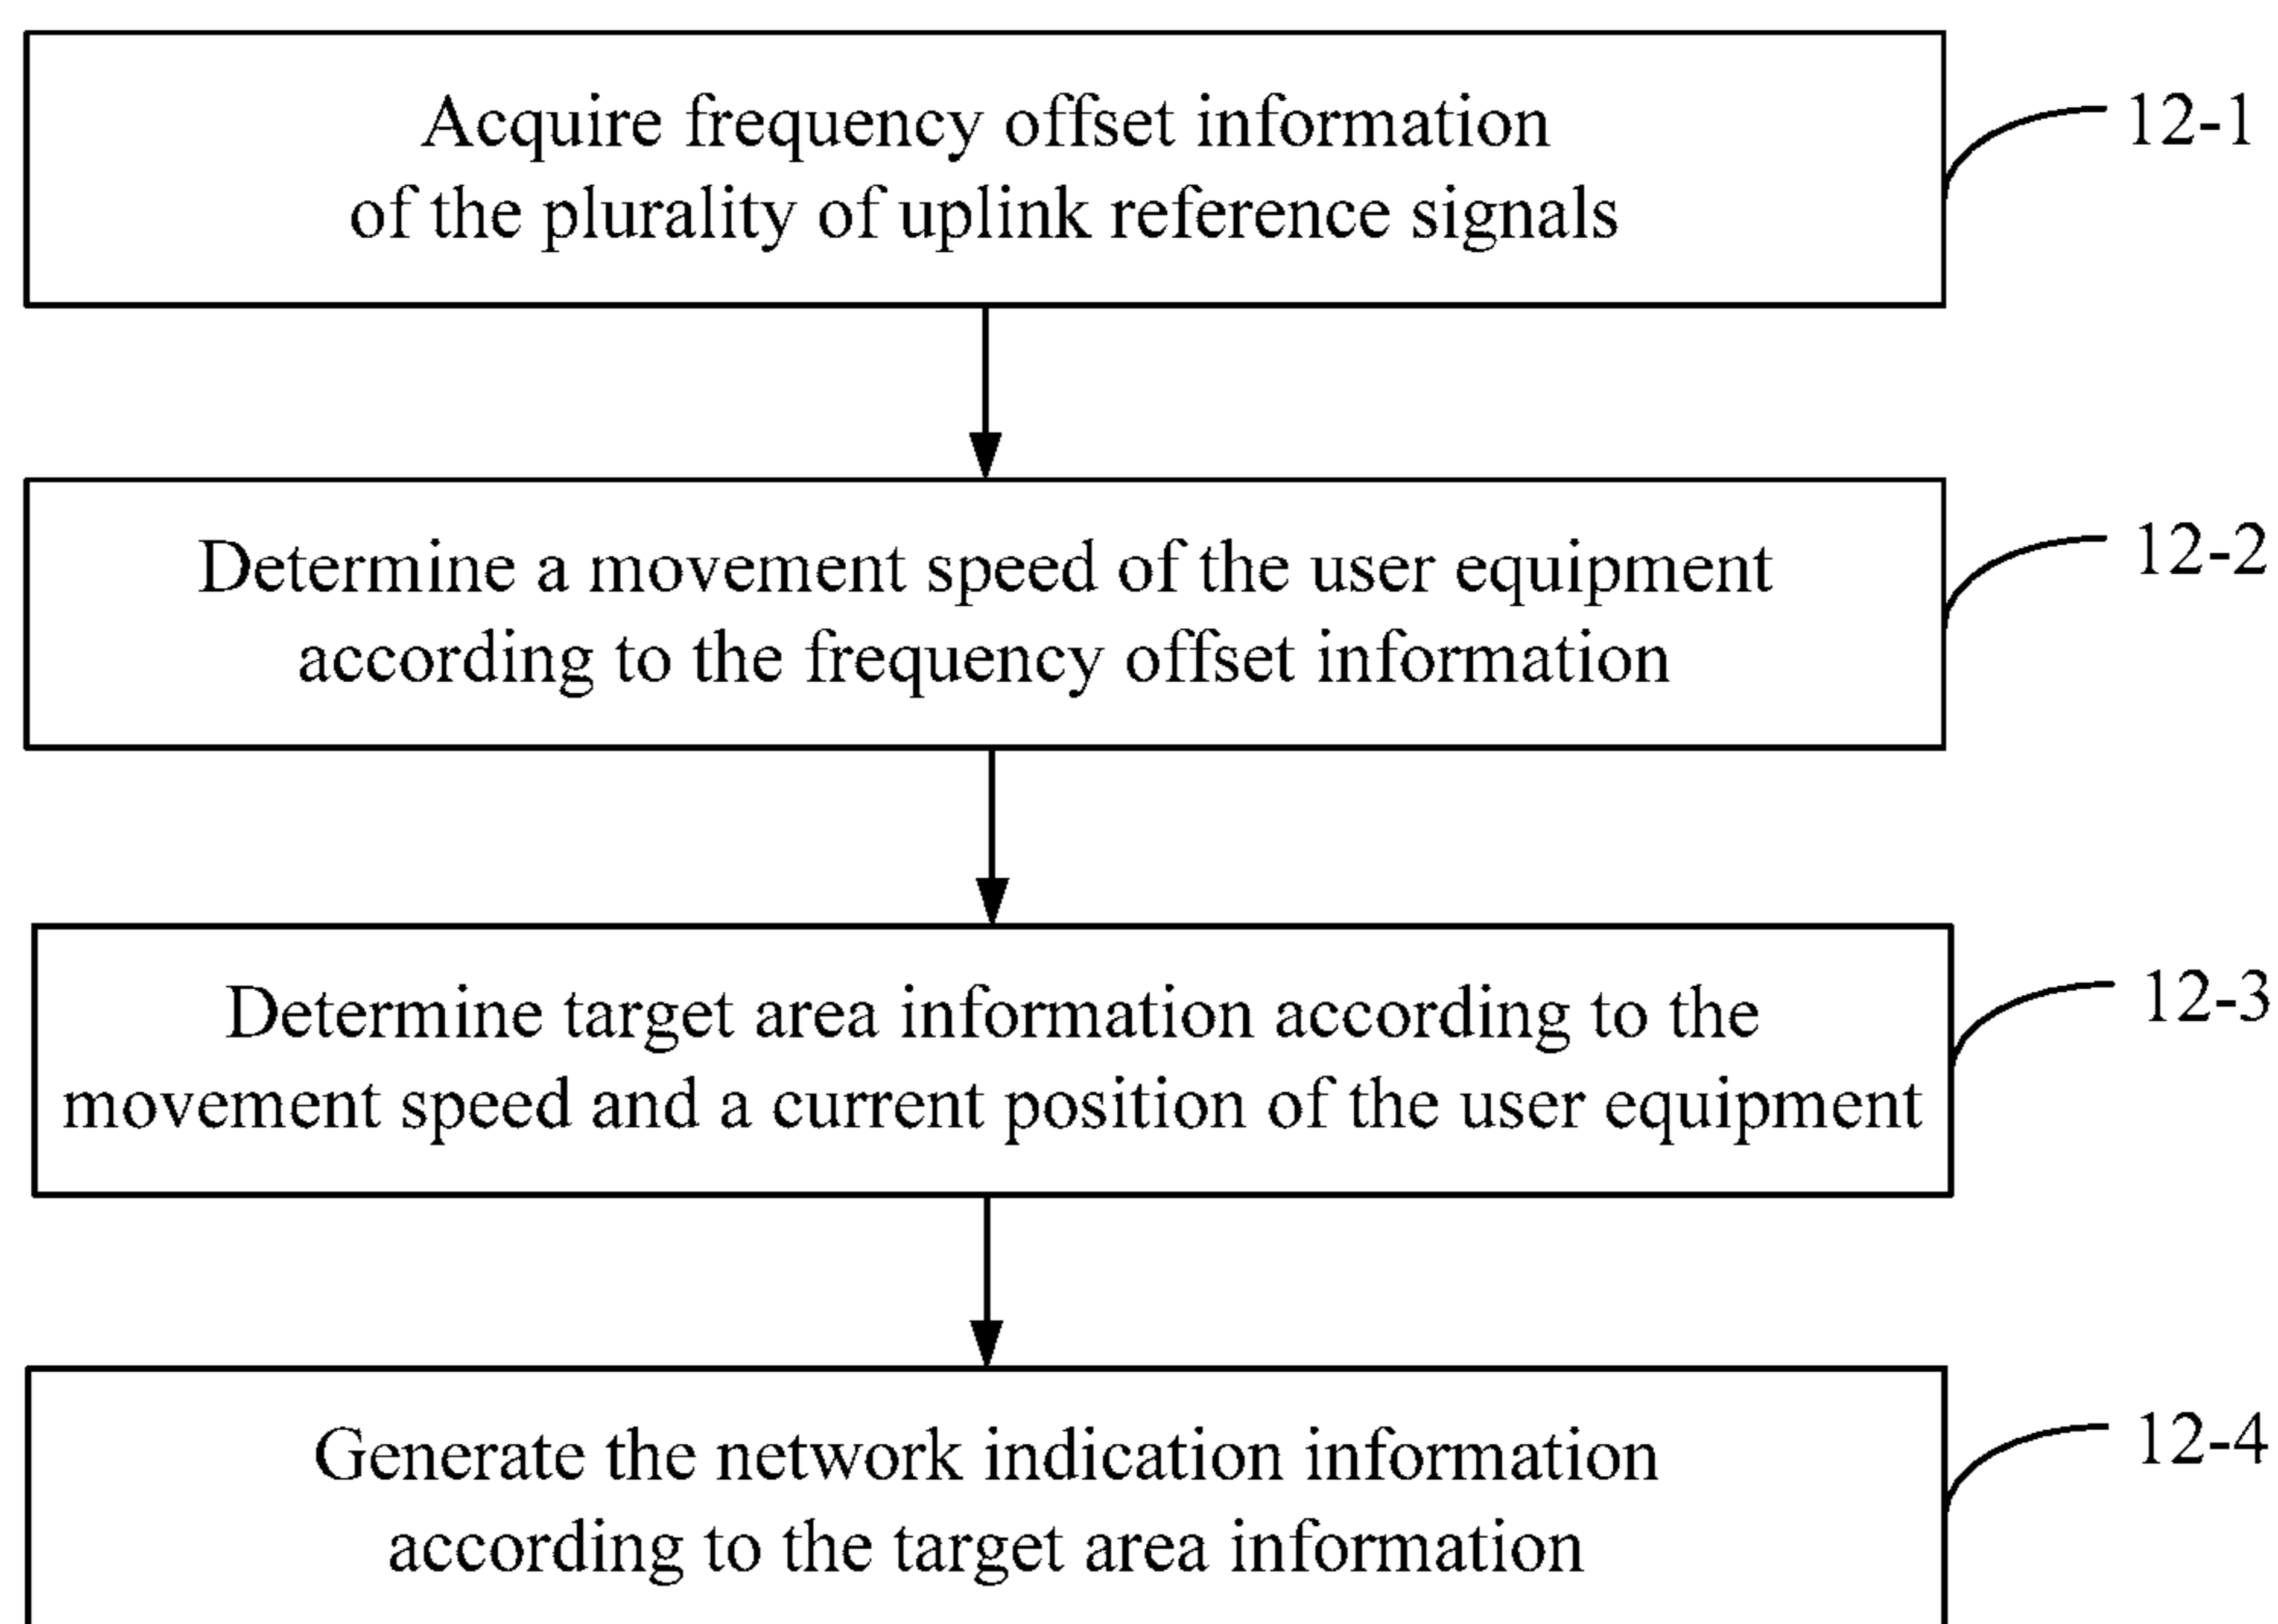 Acquire frequency offset information
of the plurality of uplink reference signals
12-1
Determine a movement speed of the user equipment
according to the frequency offset information
12-2
Determine target area information according to the
movement speed and a current position of the user equipment
12-3
Generate the network indication information
according to the target area information
12-4